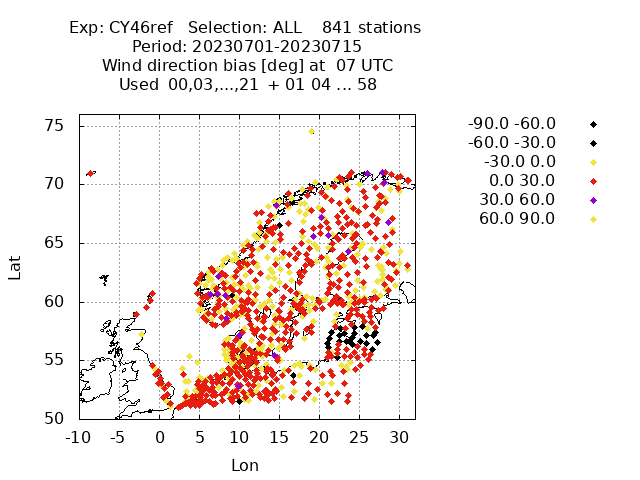 Exp: CY46ref   Selection: ALL    841 stations
Period: 20230701-20230715
Wind direction bias [deg] at  07 UTC
Used  00,03,...,21  + 01 04 ... 58
75
70
65
60
55
50
Lat
-10 -5 0 5 10 15 20 25 30
Lon
-90.0 -60.0
-60.0 -30.0
-30.0 0.0
0.0 30.0
30.0 60.0
60.0 90.0